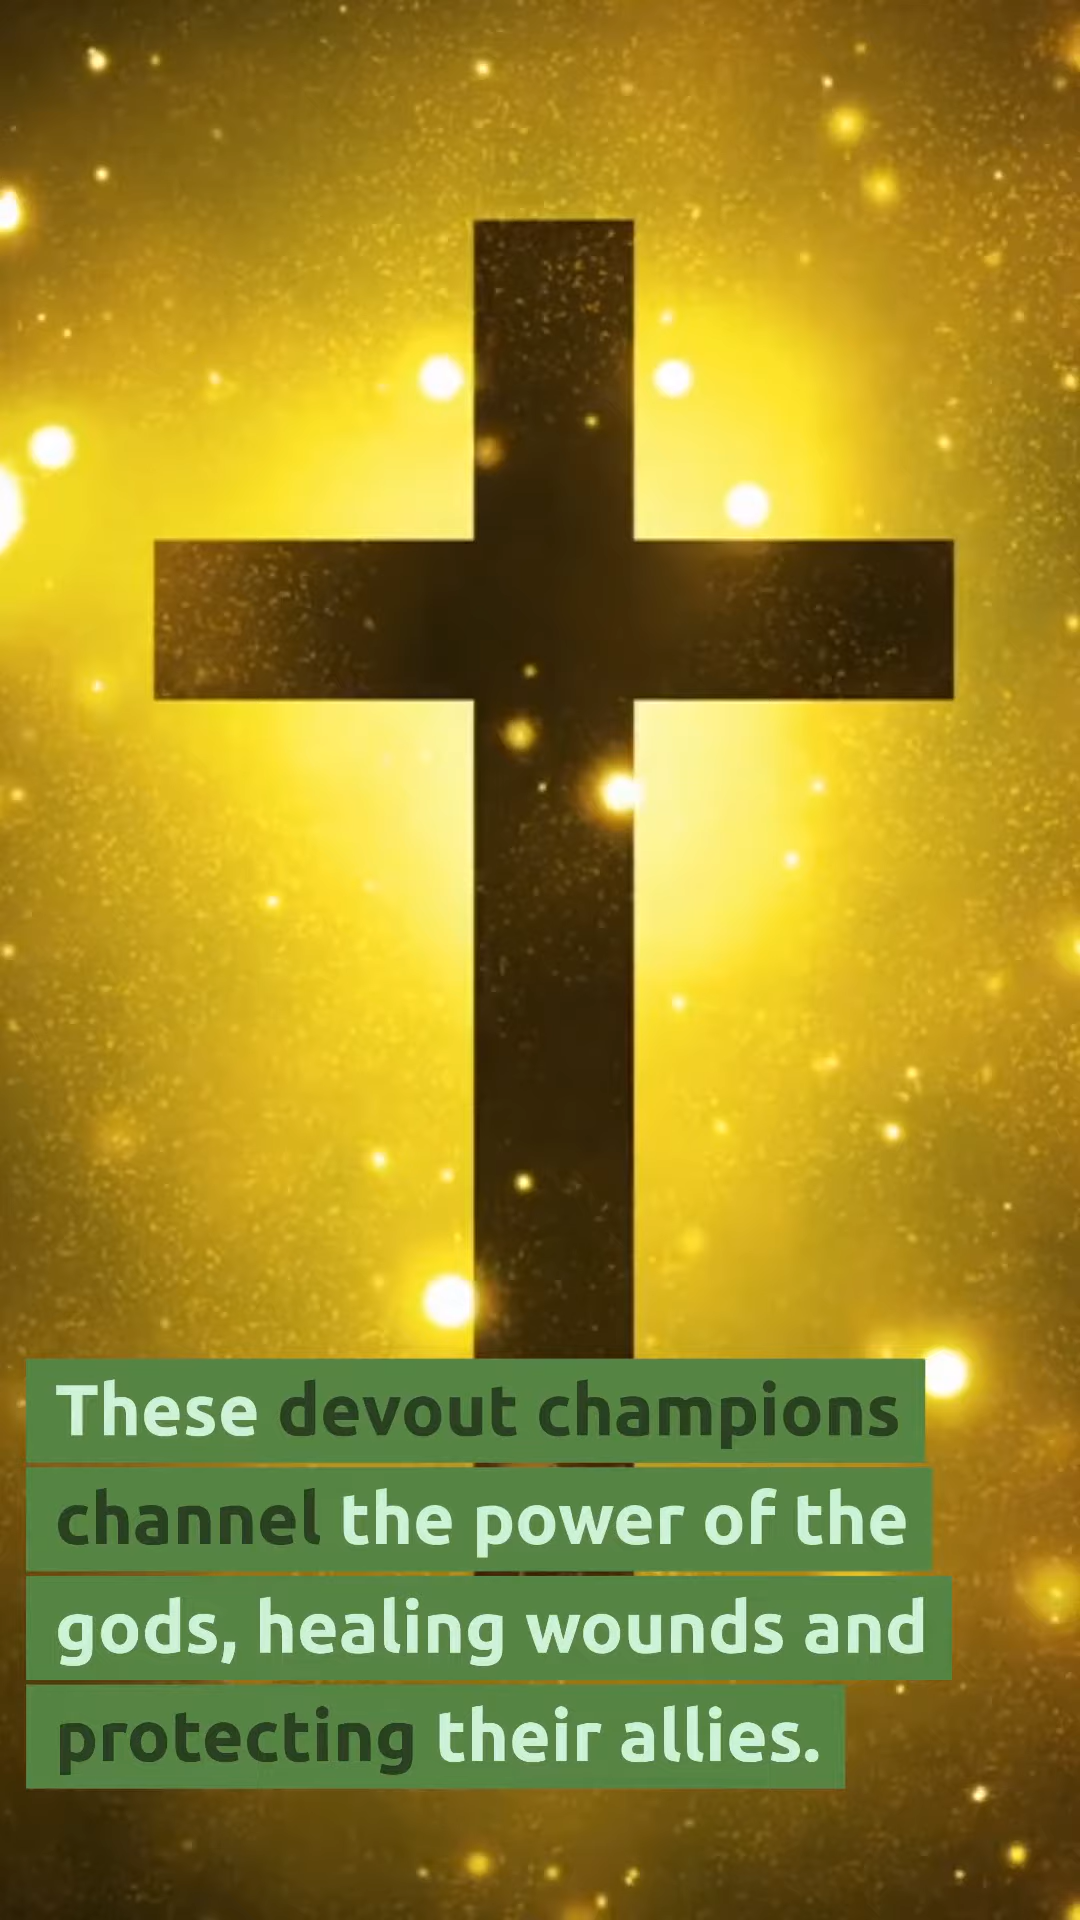 These devout champions
channel the power of the
gods, healing wounds and
protecting their allies.